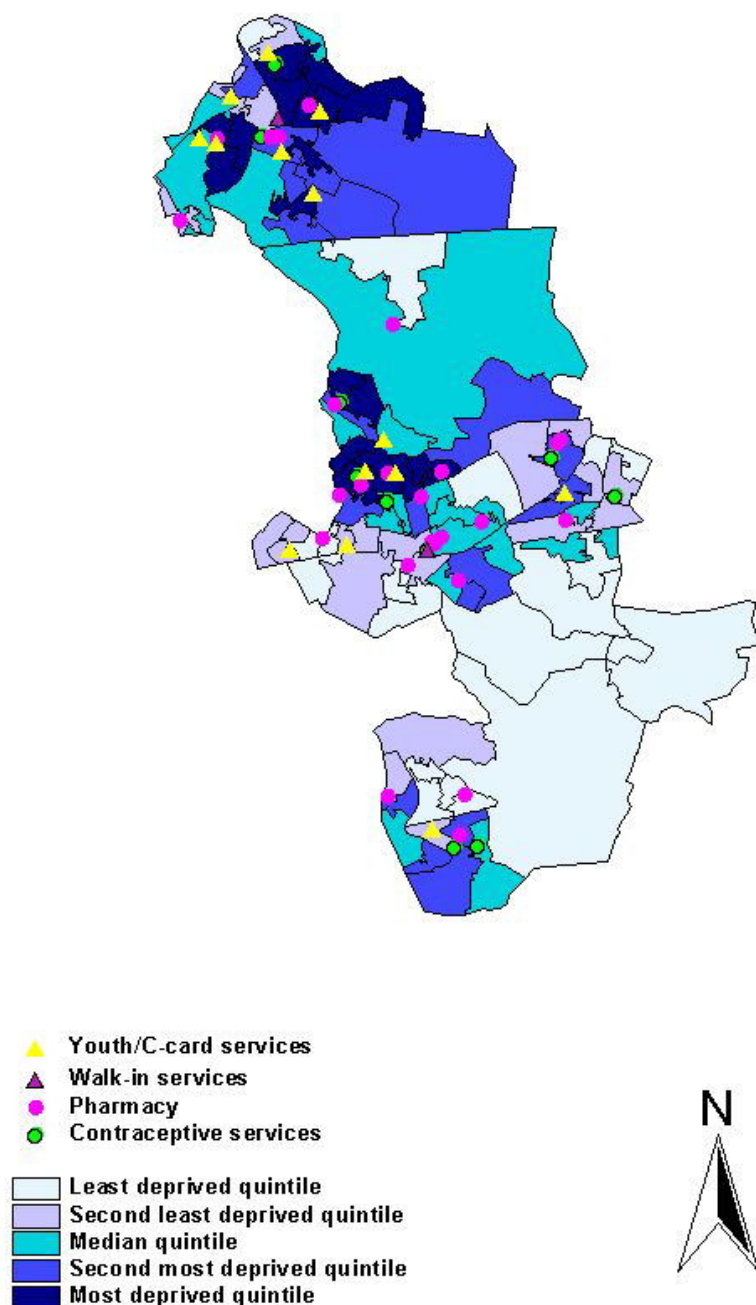 Youth/C-card services
Walk-in services
Pharmacy
Contraceptive services
N
Least deprived quintile
Second least deprived quintile
Median quintile
Second most deprived quintile
Most deprived quintile